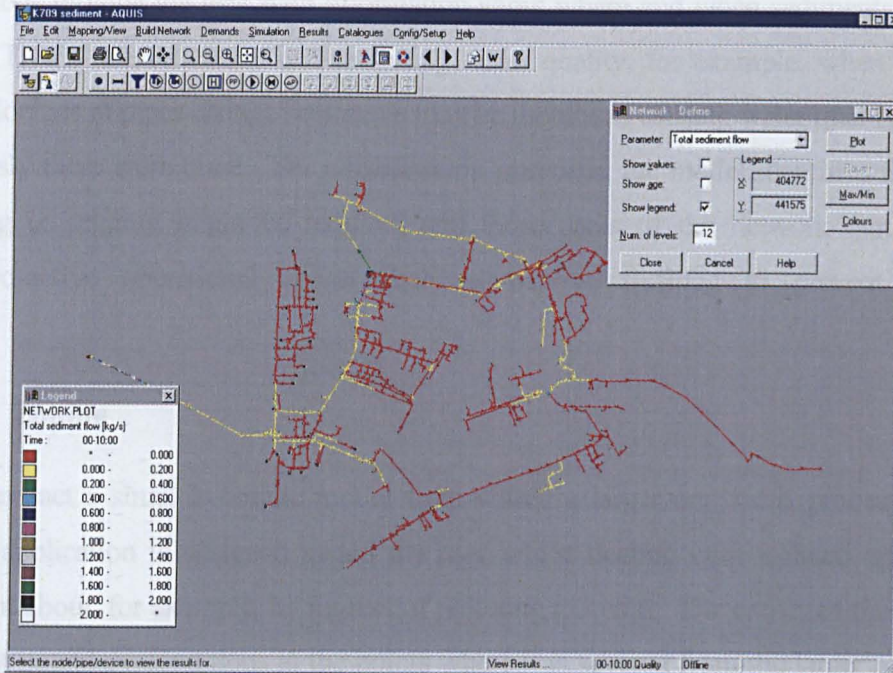 K709 sediment - AQUIS
File Edit Mapping/View Build Network Demands Simulation Results Catalogues Config/Setup Help
Network - Define
Parameter: Total sediment flow
Plot
Show values:
Legend
Show age:
X 404772
Max/Min
Show legend:
Y 441575
Colours
Num. of levels: 12
Close Cancel Help
Legend
NETWORK PLOT
Total sediment flow [kg/s]
Time : 00-10:00
* - 0.000
0.000 - 0.200
0.200 - 0.400
0.400 - 0.600
0.600 - 0.800
0.800 - 1.000
1.000 - 1.200
1.200 - 1.400
1.400 - 1.600
1.600 - 1.800
1.800 - 2.000
2.000 -
Select the node/pipe/device to view the results for. View Results ... 00-10:00 Quality Offline